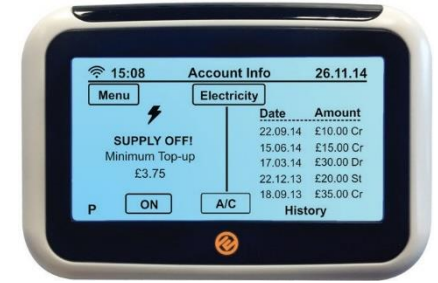 15:08 Account Info 26.11.14
Menu Electricity
Date Amount
22.09.14 £10.00 Cr
SUPPLY OFF! 15.06.14 £15.00 Cr
Minimum Top-up 17.03.14 £30.00 Dr
£3.75 22.12.13 £20.00 St
18.09.13 £35.00 Cr
P ON A/C History